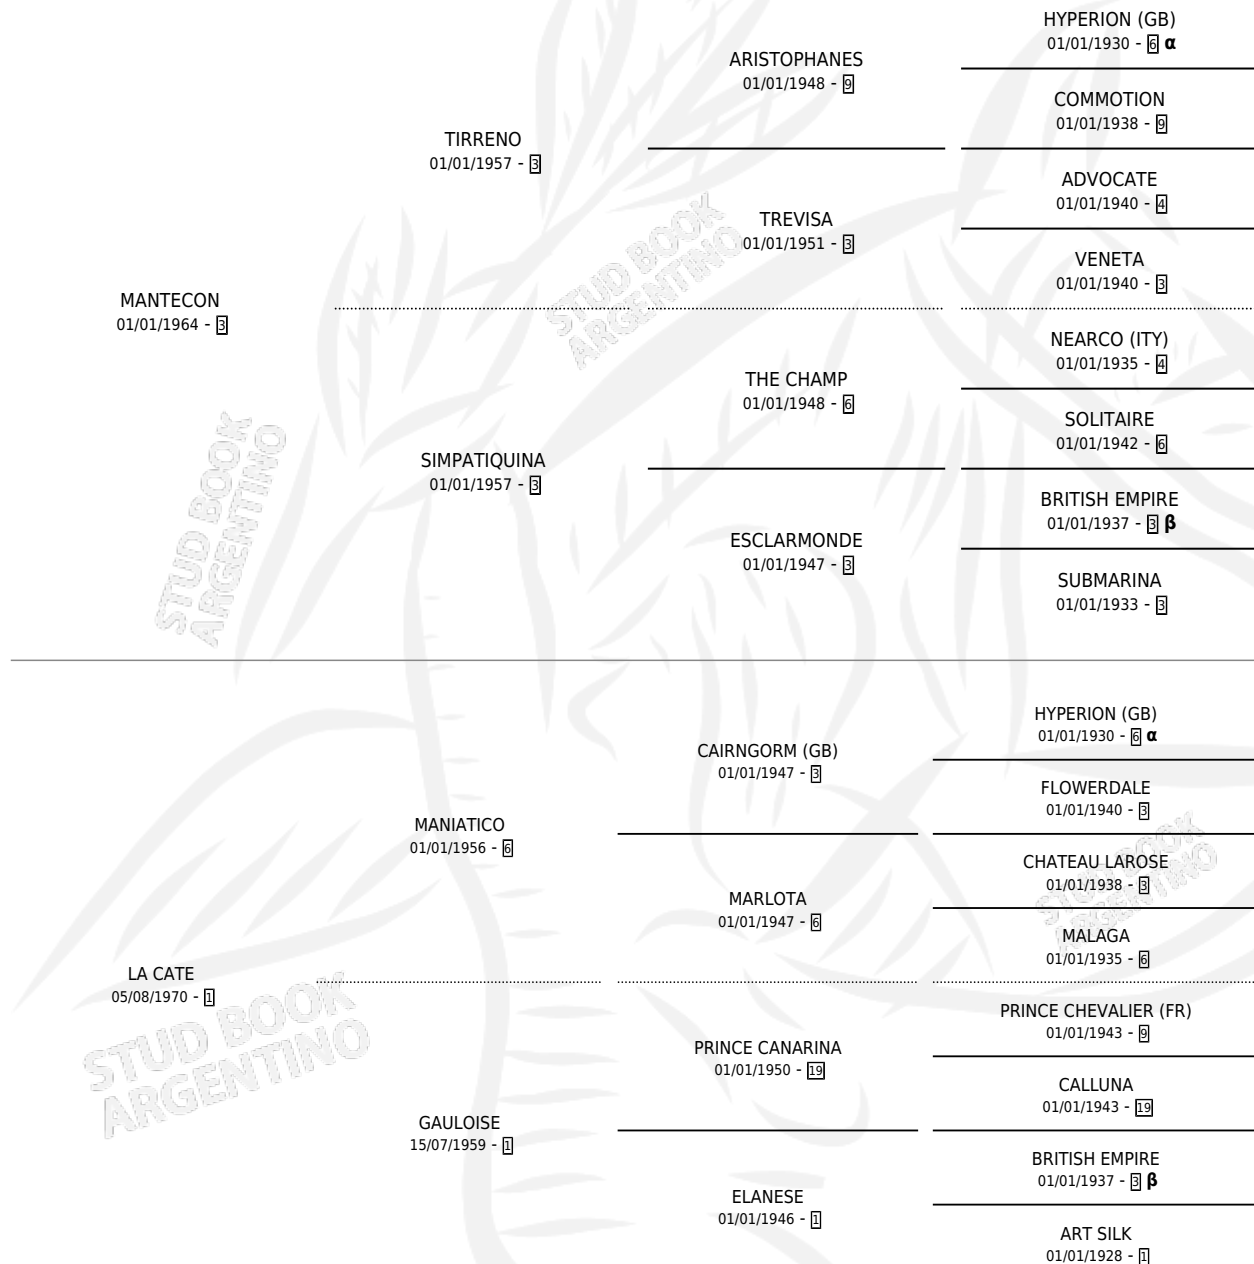 HYPERION (GB)
01/01/1930 - 6 α
ARISTOPHANES
01/01/1948 - 9
COMMOTION
01/01/1938 - 9
TIRRENO
01/01/1957 - 3
ADVOCATE
01/01/1940 - 4
TREVISA
01/01/1951 - 3
VENETA
01/01/1940 - 3
MANTECON
01/01/1964 - 3
NEARCO (ITY)
01/01/1935 - 4
THE CHAMP
01/01/1948 - 6
SOLITAIRE
01/01/1942 - 6
SIMPATIQUINA
01/01/1957 - 3
BRITISH EMPIRE
01/01/1937 - 3 β
ESCLARMONDE
01/01/1947 - 3
SUBMARINA
01/01/1933 - 3
HYPERION (GB)
01/01/1930 - 6 α
CAIRNGORM (GB)
01/01/1947 - 3
FLOWERDALE
01/01/1940 - 3
MANIATICO
01/01/1956 - 6
CHATEAU LAROSE
01/01/1938 - 3
MARLOTA
01/01/1947 - 6
MALAGA
01/01/1935 - 6
LA CATE
05/08/1970 - 1
PRINCE CHEVALIER (FR)
01/01/1943 - 9
PRINCE CANARINA
01/01/1950 - 19
CALLUNA
01/01/1943 - 19
GAULOISE
15/07/1959 - 1
BRITISH EMPIRE
01/01/1937 - 3 β
ELANESE
01/01/1946 - 1
ART SILK
01/01/1928 - 1
STUD BOOK
ARGENTINO
STUD BOOK
ARGENTINO
STUD BOOK
ARGENTINO
STUD BOOK
ARGENTINO